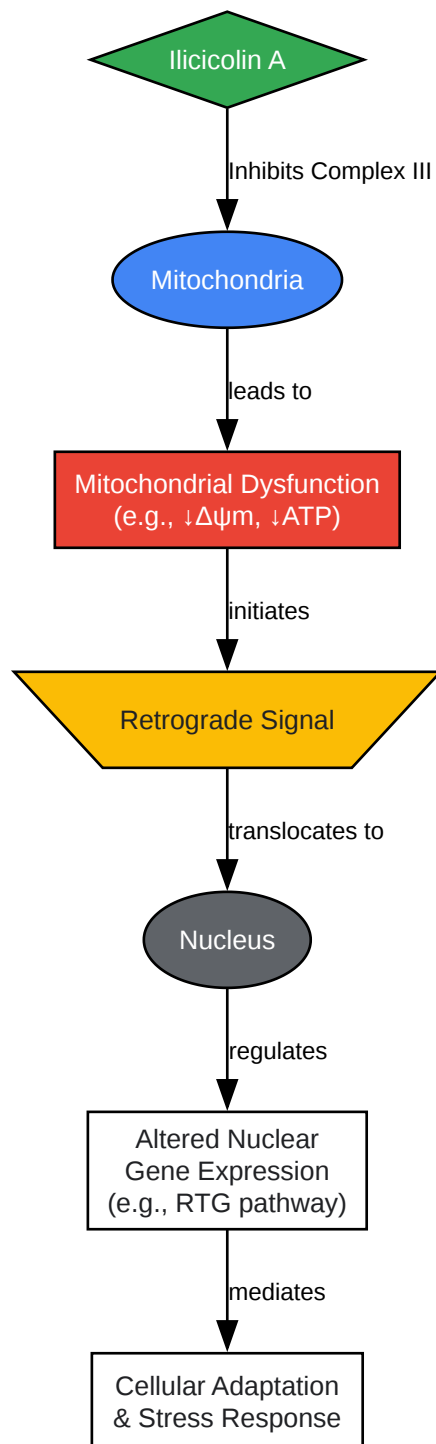 Ilicicolin A
Inhibits Complex III
Mitochondria
leads to
Mitochondrial Dysfunction
(e.g., ↓Δψm, ↓ATP)
initiates
Retrograde Signal
translocates to
Nucleus
regulates
Altered Nuclear
Gene Expression
(e.g., RTG pathway)
mediates
Cellular Adaptation
& Stress Response